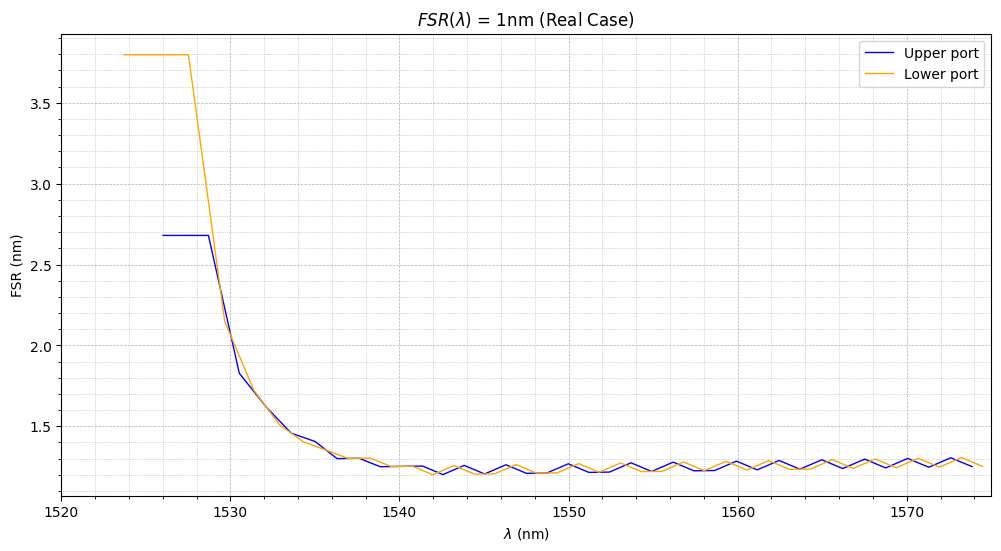 FSR(λ) = 1nm (Real Case)
Upper port
Lower port
FSR (nm)
3.5
3.0
2.5
2.0
1.5
1520 1530 1540 1550 1560 1570
λ (nm)